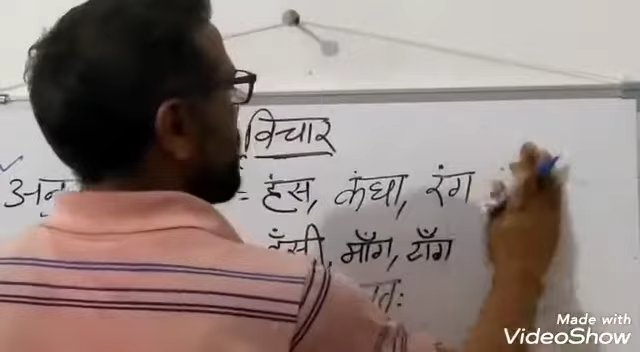 विचार
= हंस, कंघा, रंग
हँसी, माँग, टाँग
तः
Made with
VideoShow